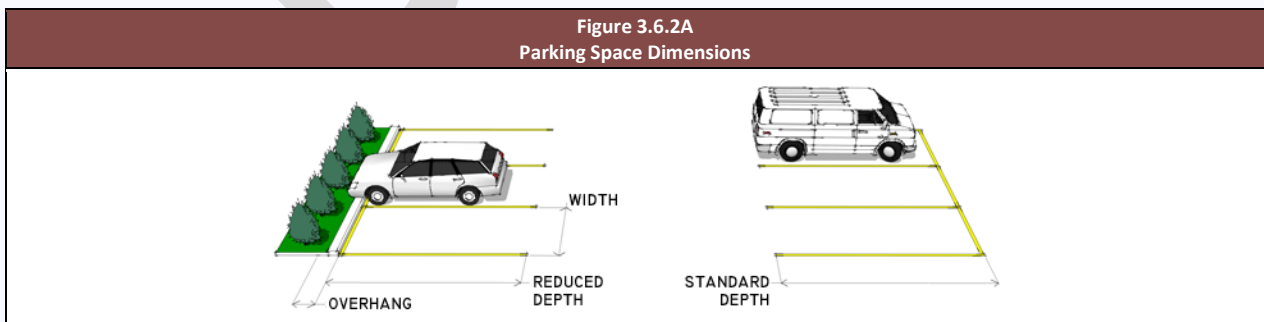 Figure 3.6.2A
Parking Space Dimensions
WIDTH
REDUCED
DEPTH
OVERHANG
STANDARD
DEPTH